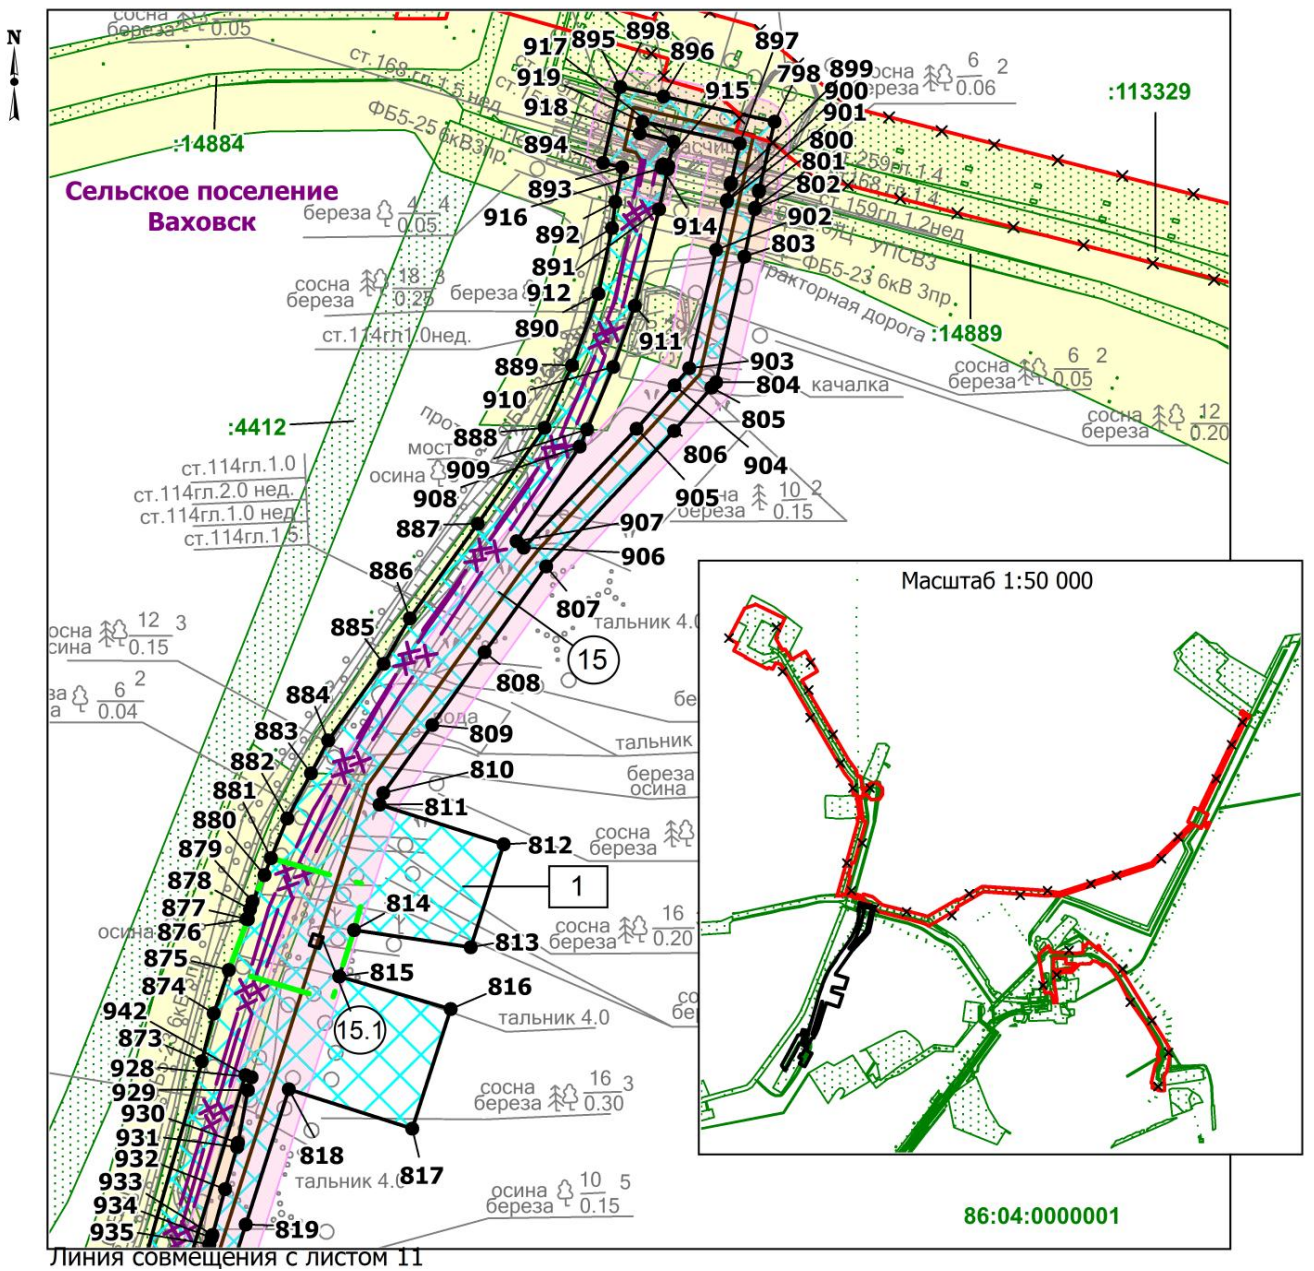 N
сосна
береза 0.05
917 895 898 896 897
919
918
915 798 899
900
901
800
801
802
сосна 6 2
береза 0.06
:113329
ст.168 гл.1.5 нед
ФБ5-25 6кВ 3пр.
:14884
894
Сельское поселение
Ваховск
893
916
береза 4 4
0.05
914
902
803
ст.259гл.1.4
168 гл.1.4
ст.159гл.1.2нед
УПСВ3
ФБ5-23 6кВ 3пр.
тракторная дорога
892
891
912
сосна 18 3
береза 0.25
береза
890
911
ст.114гл.1.0нед.
:14889
889
903
804
сосна 6 2
береза 0.05
910
805
качалка
сосна 12
береза 0.20
:4412
888
мост
909
806
904
ст.114гл.1.0
осина
908
905
береза 10 2
0.15
ст.114гл.2.0 нед.
ст.114гл.1.0 нед
ст.114гл.1.5
887
907
906
886
807
Масштаб 1:50 000
885
тальник 4.0
15
осна 12 3
сина 0.15
808
884
6 2
0.04
883
809
вода
тальник
882
810
береза
осина
881
811
880
812
сосна
береза
879
878
1
877
814
876
813
сосна 16
береза 0.20
осина
875
815
874
816
942
15.1
тальник 4.0
873
928
929
сосна 16 3
береза 0.30
930
931
932
818
817
933
тальник 4.0
осина 10 5
береза 0.15
934
935
819
86:04:0000001
Линия совмещения с листом 11